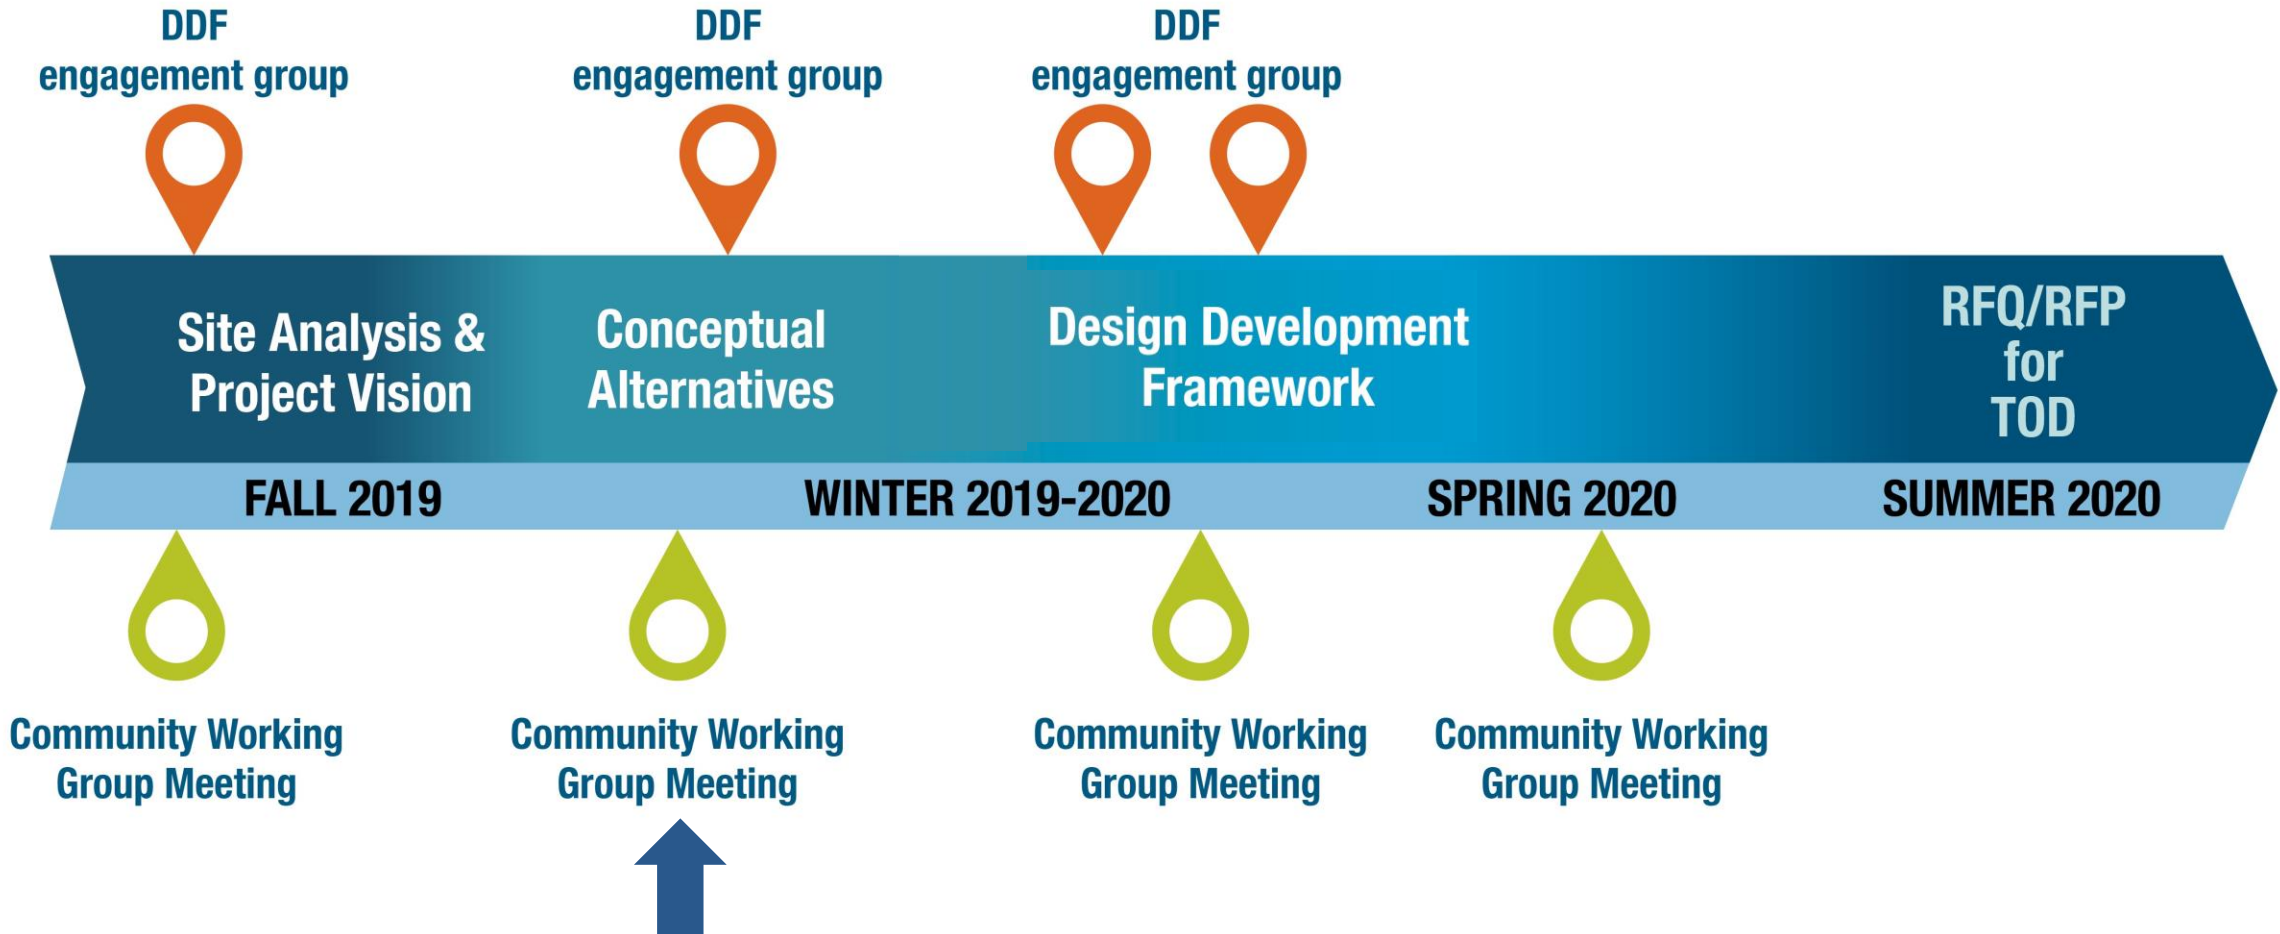 DDF
engagement group
DDF
engagement group
DDF
engagement group
Site Analysis &
Project Vision
Conceptual
Alternatives
Design Development
Framework
RFQ/RFP
for
TOD
FALL 2019
WINTER 2019-2020
SPRING 2020
SUMMER 2020
Community Working
Group Meeting
Community Working
Group Meeting
Community Working
Group Meeting
Community Working
Group Meeting